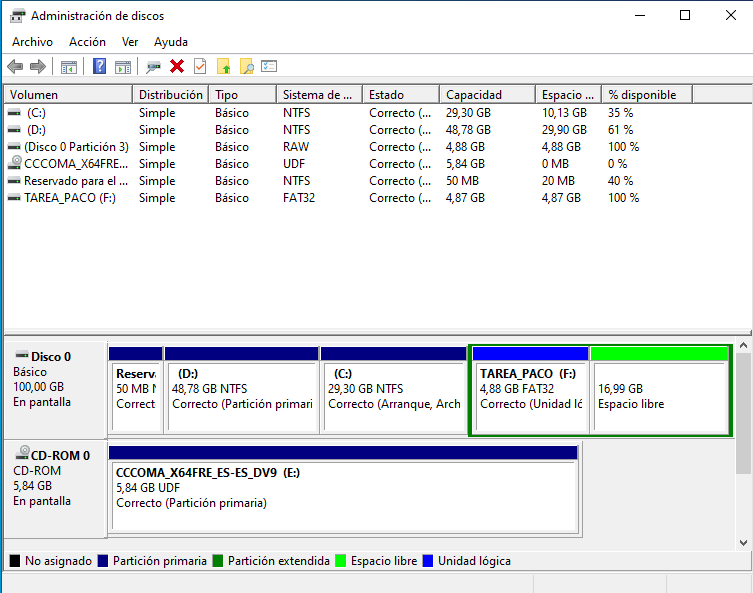 Administración de discos
Archivo Acción Ver Ayuda
Volumen Distribución Tipo Sistema de ... Estado Capacidad Espacio ... % disponible
(C:) Simple Básico NTFS Correcto (... 29,30 GB 10,13 GB 35 %
(D:) Simple Básico NTFS Correcto (... 48,78 GB 29,90 GB 61 %
(Disco 0 Partición 3) Simple Básico RAW Correcto (... 4,88 GB 4,88 GB 100 %
CCCOMA_X64FRE... Simple Básico UDF Correcto (... 5,84 GB 0 MB 0 %
Reservado para el ... Simple Básico NTFS Correcto (... 50 MB 20 MB 40 %
TAREA_PACO (F:) Simple Básico FAT32 Correcto (... 4,87 GB 4,87 GB 100 %
Disco 0
Básico
100,00 GB
En pantalla
Reserv
50 MB N
Correct
(D:)
48,78 GB NTFS
Correcto (Partición primari
(C:)
29,30 GB NTFS
Correcto (Arranque, Arch
TAREA_PACO (F:)
4,88 GB FAT32
Correcto (Unidad ló
16,99 GB
Espacio libre
CD-ROM 0
CD-ROM
5,84 GB
En pantalla
CCCOMA_X64FRE_ES-ES_DV9 (E:)
5,84 GB UDF
Correcto (Partición primaria)
No asignado Partición primaria Partición extendida Espacio libre Unidad lógica